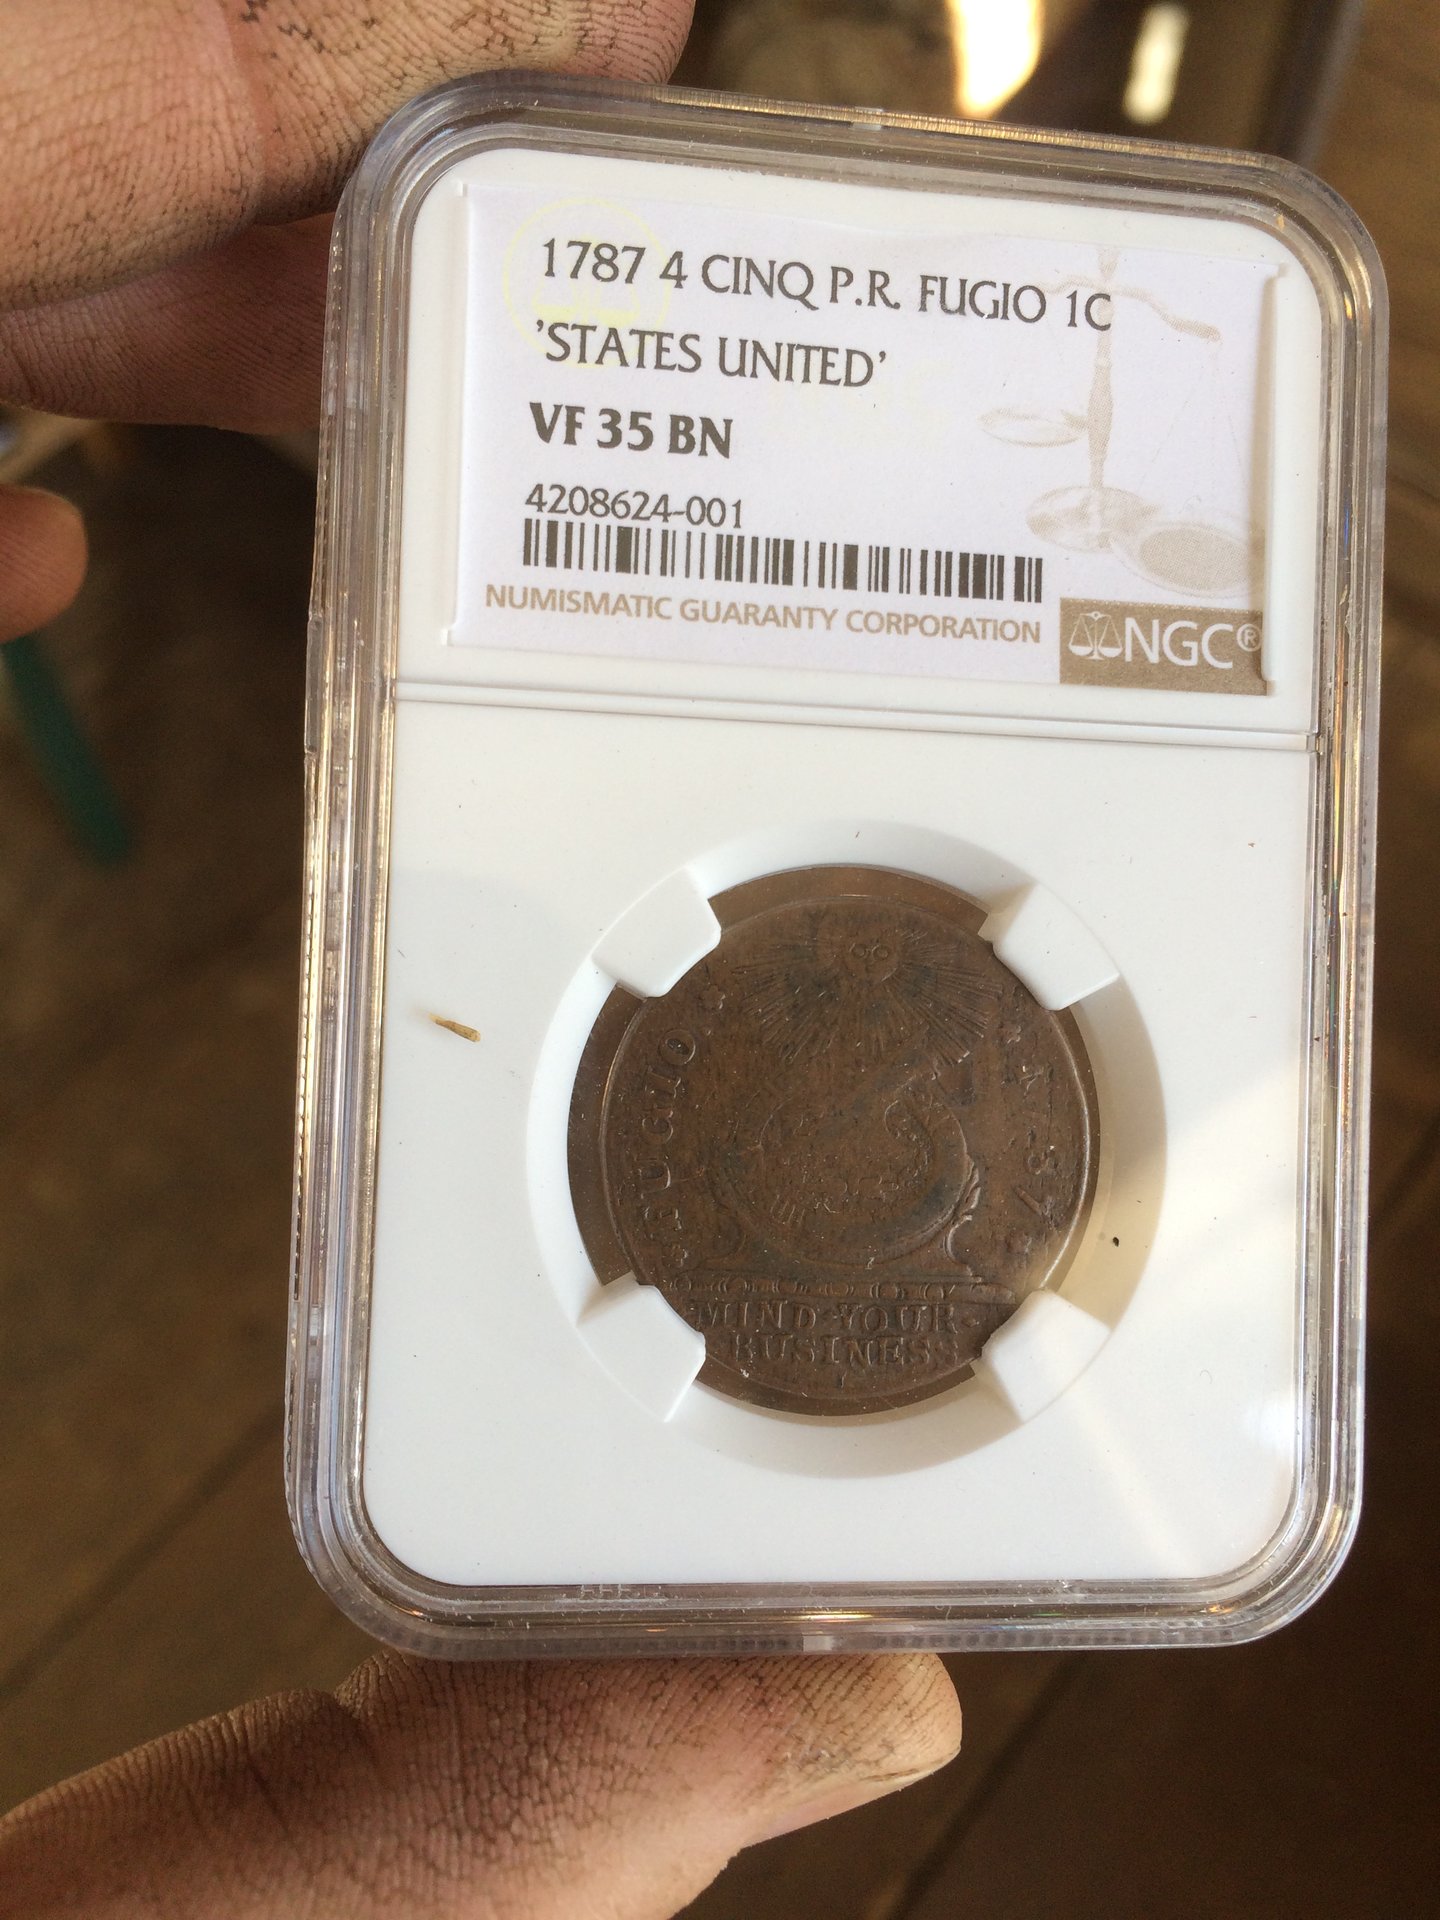 1787 4 CINQ P.R. FUGIO 1C
'STATES UNITED'
VF 35 BN
4208624-001
NUMISMATIC GUARANTY CORPORATION
NGC®
FUGIO
1787
MIND YOUR
BUSINESS